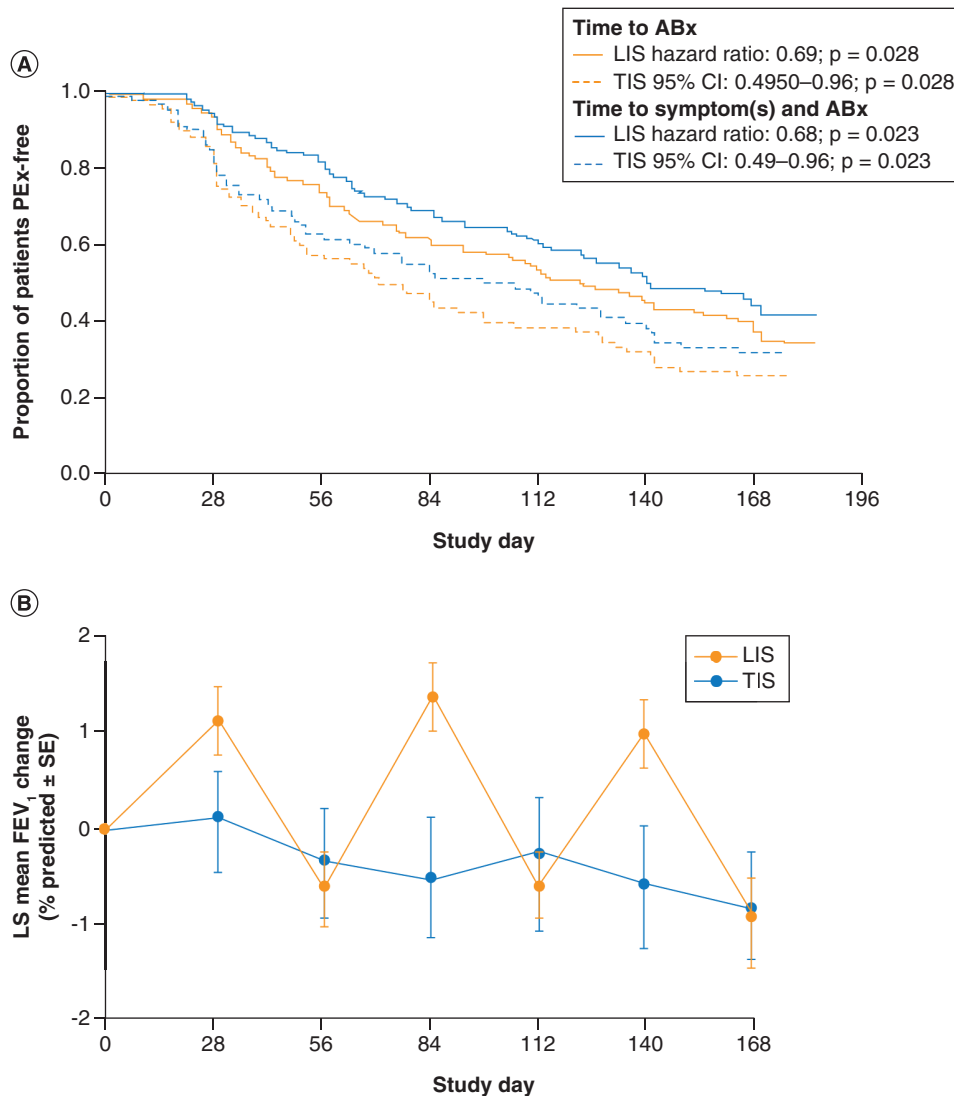 A
Time to ABx
LIS hazard ratio: 0.69; p = 0.028
TIS 95% CI: 0.4950–0.96; p = 0.028
Time to symptom(s) and ABx
LIS hazard ratio: 0.68; p = 0.023
TIS 95% CI: 0.49–0.96; p = 0.023
Proportion of patients PEx-free
1.0
0.8
0.6
0.4
0.2
0.0
0 28 56 84 112 140 168 196
Study day
B
LIS
TIS
LS mean FEV₁ change
(% predicted ± SE)
2
1
0
-1
-2
0 28 56 84 112 140 168
Study day